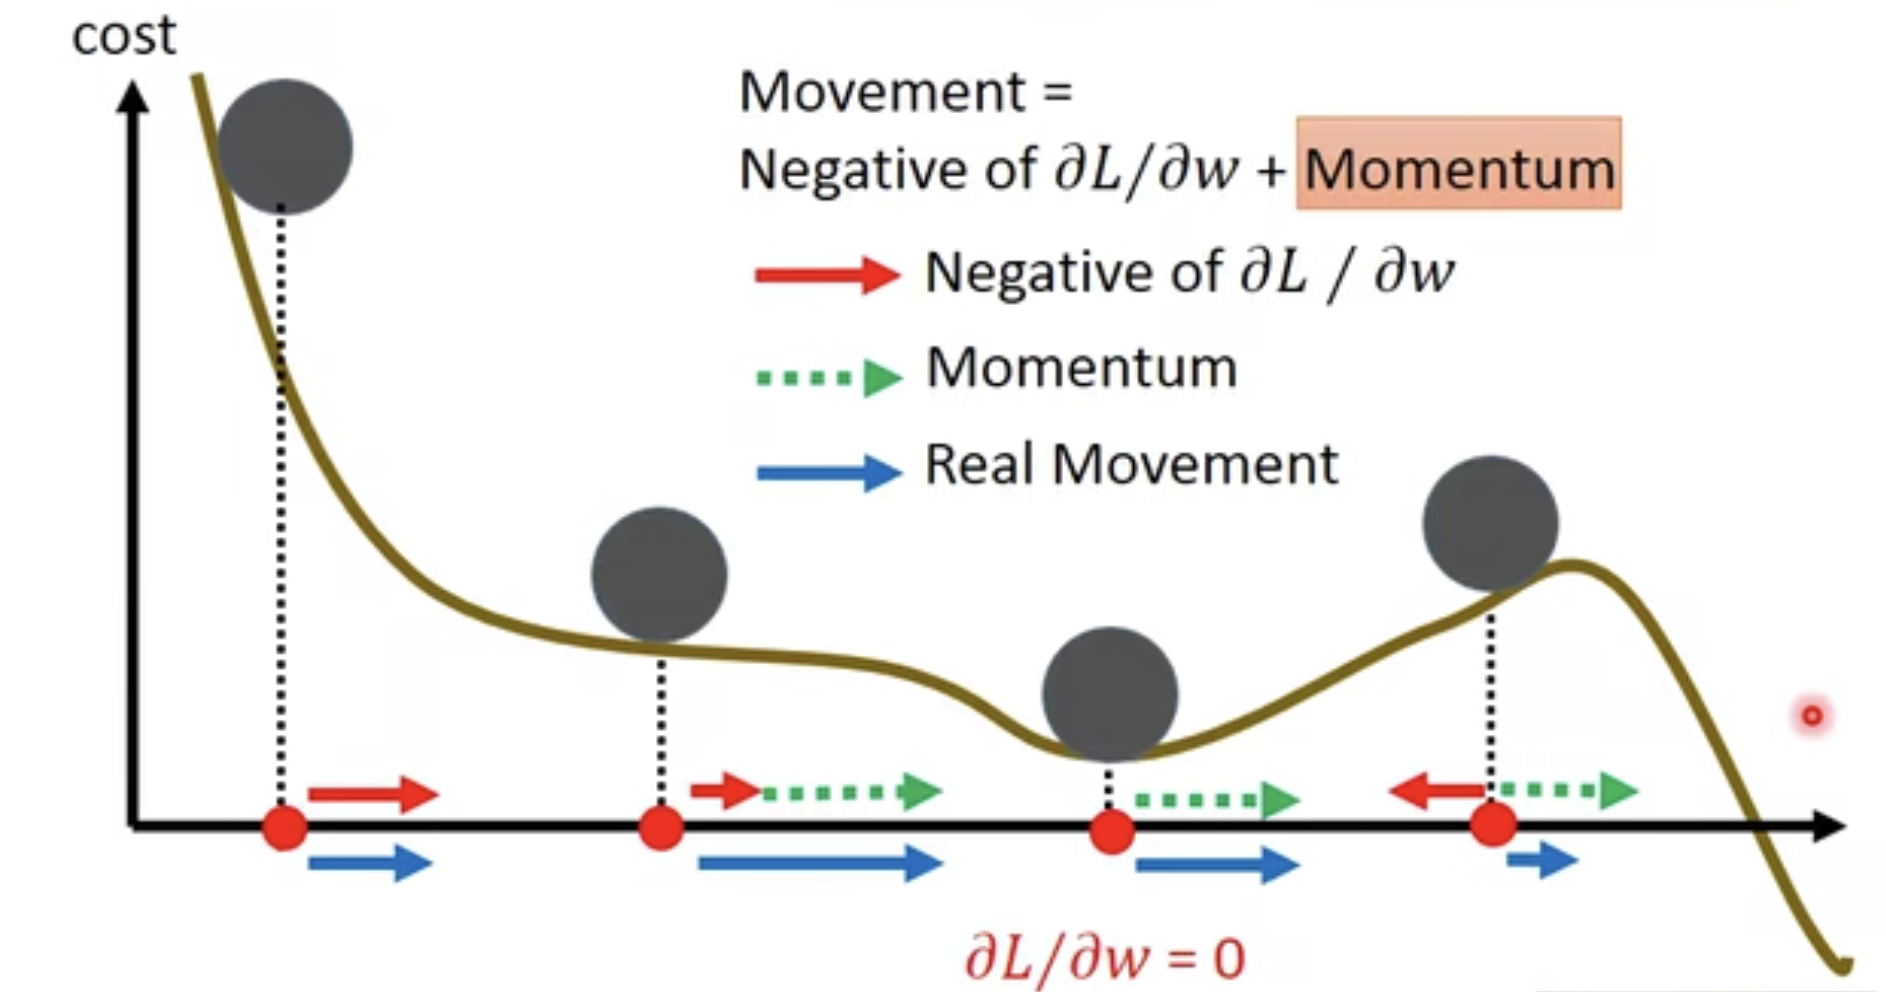 cost
Movement =
Negative of ∂L/∂w + Momentum
Negative of ∂L / ∂w
Momentum
Real Movement
∂L/∂w = 0